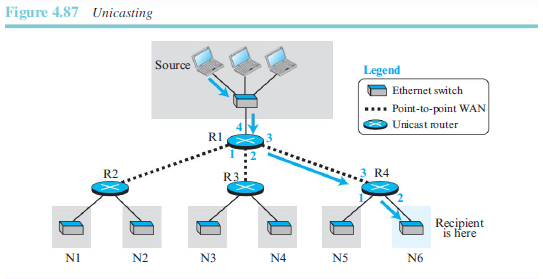 Figure 4.87 Unicasting
Source
Legend
Ethernet switch
Point-to-point WAN
Unicast router
4
R1
3
1
2
R2
R3
3
R4
1
2
Recipient
is here
N1
N2
N3
N4
N5
N6